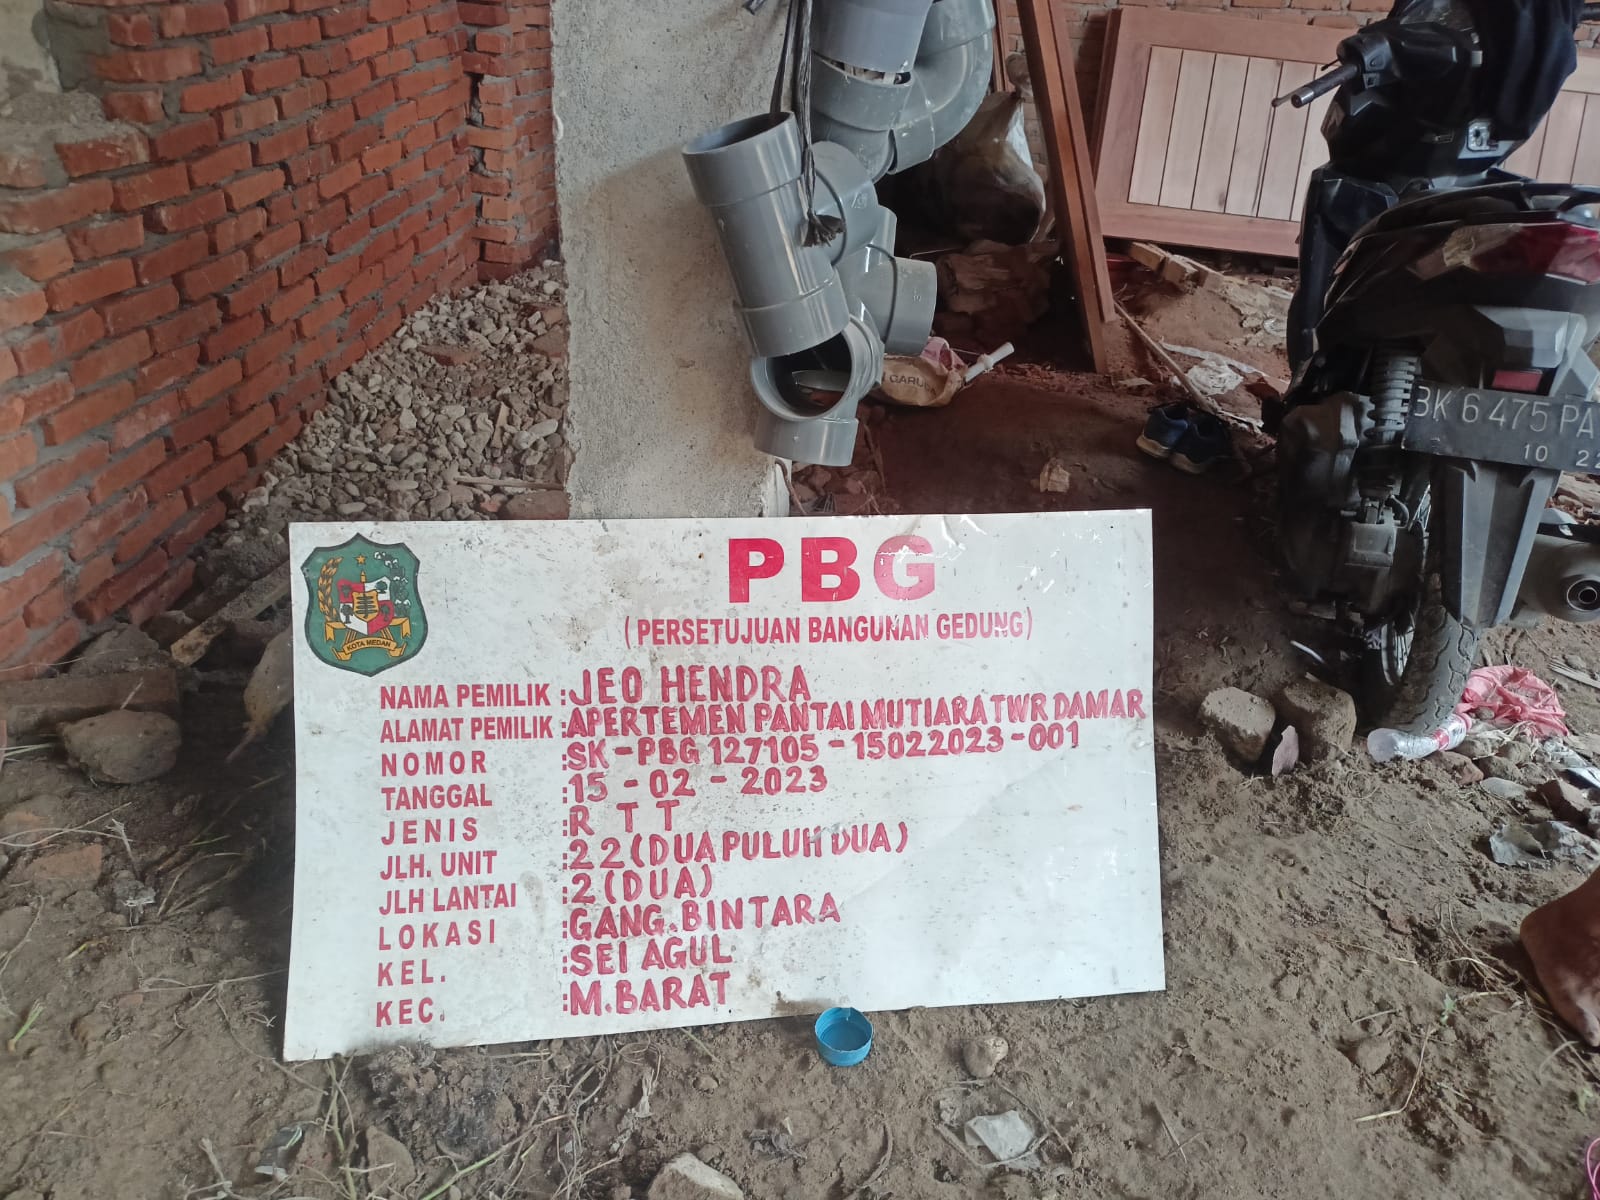 PBG
(PERSETUJUAN BANGUNAN GEDUNG)
NAMA PEMILIK : JEO HENDRA
ALAMAT PEMILIK : APERTEMEN PANTAI MUTIARA TWR DAMAR
NOMOR : SK-PBG 127105-15022023-001
TANGGAL : 15-02-2023
JENIS : R T T
JLH. UNIT : 22 (DUA PULUH DUA)
JLH LANTAI : 2 (DUA)
LOKASI : GANG. BINTARA
KEL. : SEI AGUL
KEC. : M. BARAT
KOTA MEDAN
BK 6475 PA
10